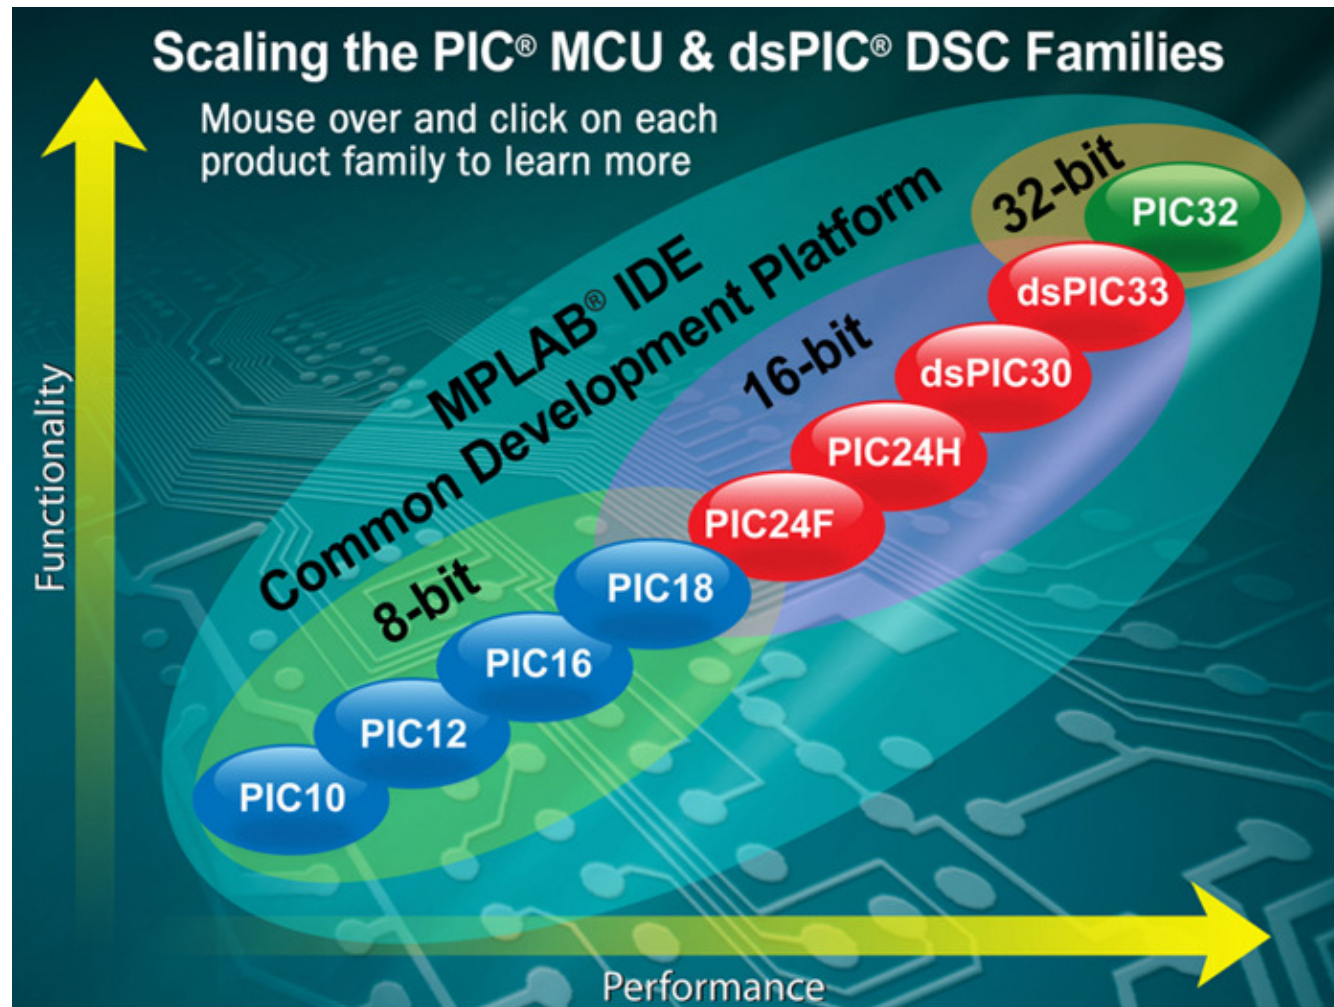 Scaling the PIC® MCU & dsPIC® DSC Families
Mouse over and click on each
product family to learn more
Functionality
MPLAB® IDE
Common Development Platform
32-bit
PIC32
dsPIC33
16-bit
dsPIC30
PIC24H
PIC24F
8-bit
PIC18
PIC16
PIC12
PIC10
Performance